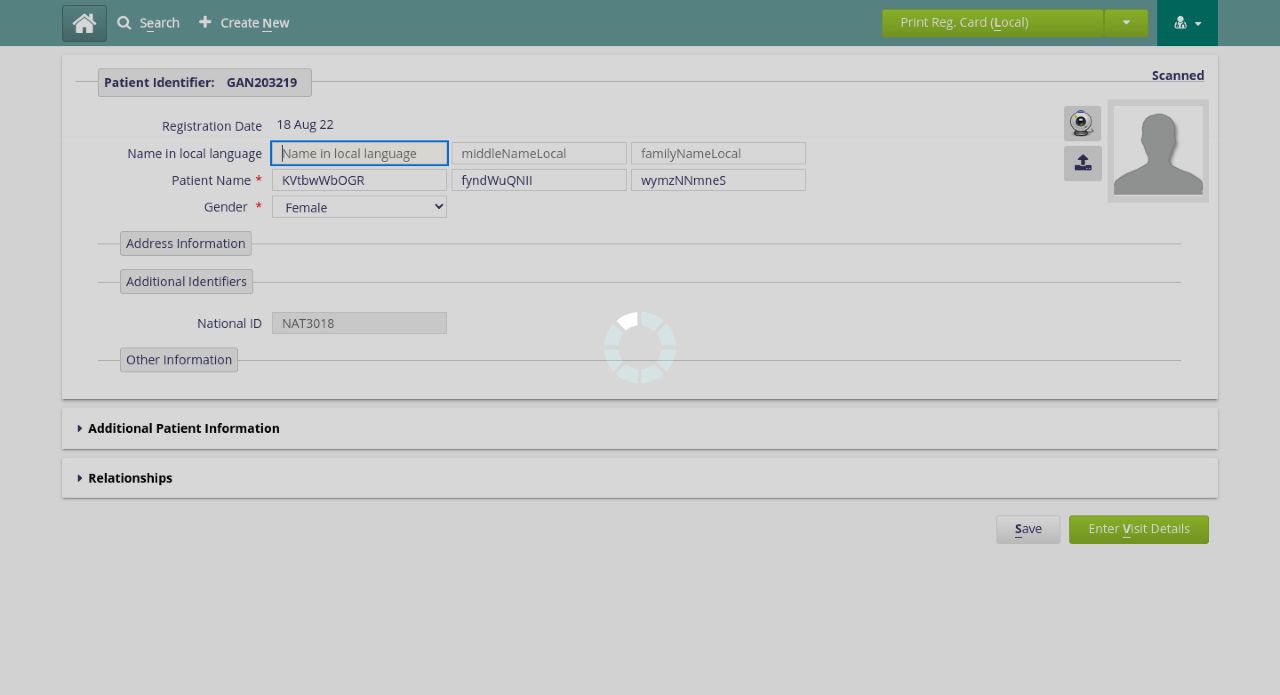 Search
Create New
Print Reg. Card (Local)
Patient Identifier: GAN203219
Scanned
Registration Date 18 Aug 22
Name in local language Name in local language middleNameLocal familyNameLocal
Patient Name * KVtbwWbOGR fyndWuQNII wymzNNmneS
Gender * Female
Address Information
Additional Identifiers
National ID NAT3018
Other Information
Additional Patient Information
Relationships
Save Enter Visit Details